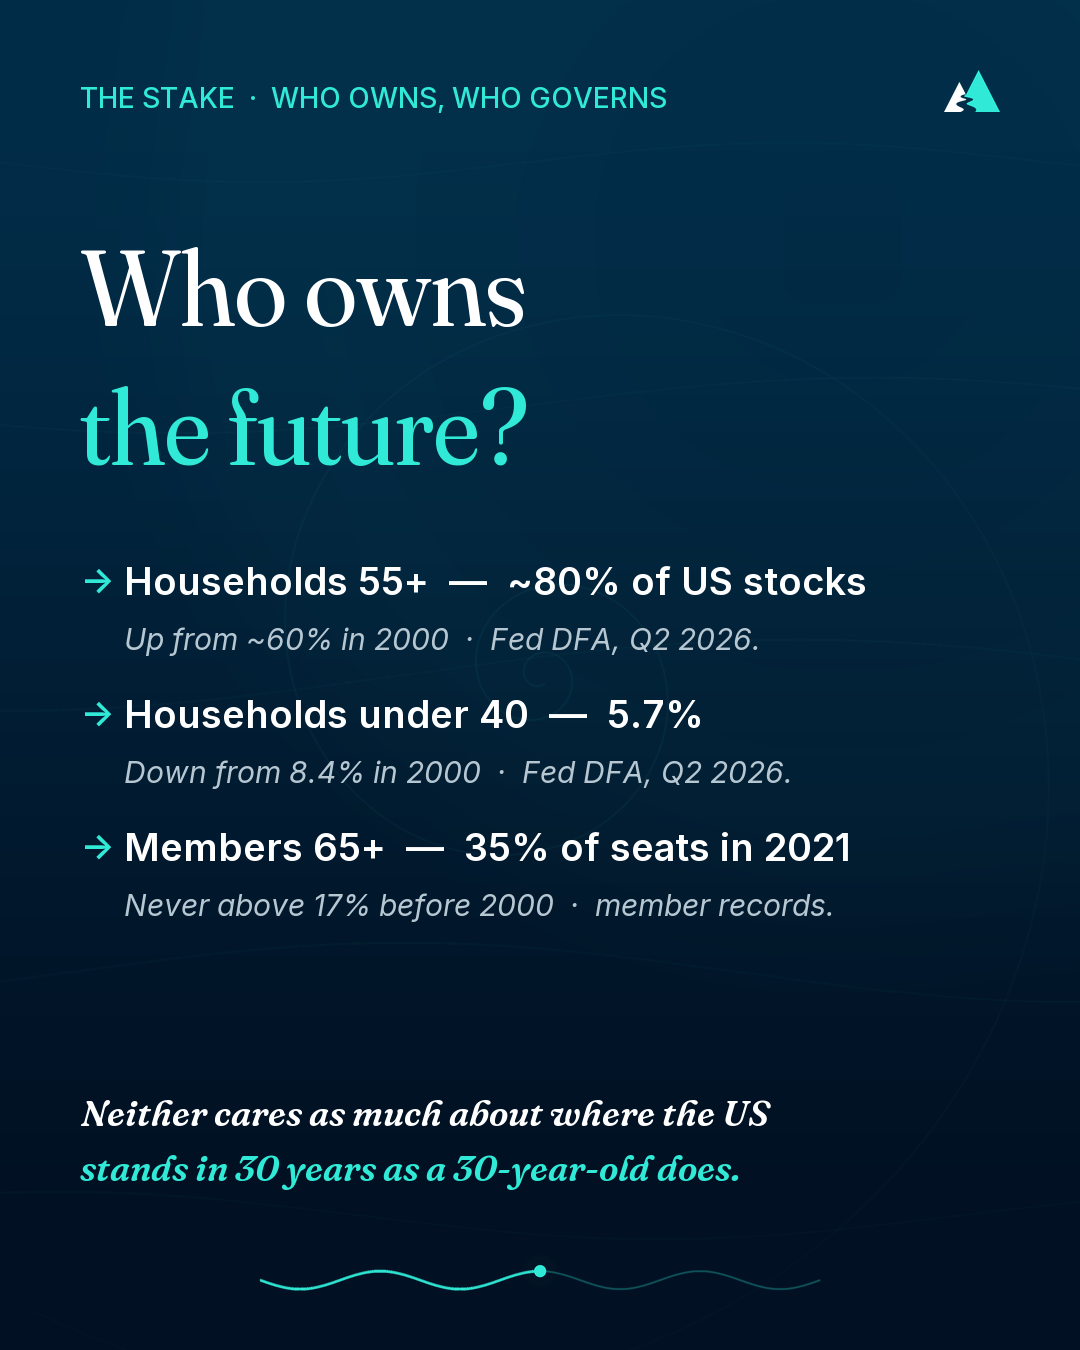 THE STAKE · WHO OWNS, WHO GOVERNS
Who owns
the future?
→ Households 55+ — ~80% of US stocks
Up from ~60% in 2000 · Fed DFA, Q2 2026.
→ Households under 40 — 5.7%
Down from 8.4% in 2000 · Fed DFA, Q2 2026.
→ Members 65+ — 35% of seats in 2021
Never above 17% before 2000 · member records.
Neither cares as much about where the US
stands in 30 years as a 30-year-old does.